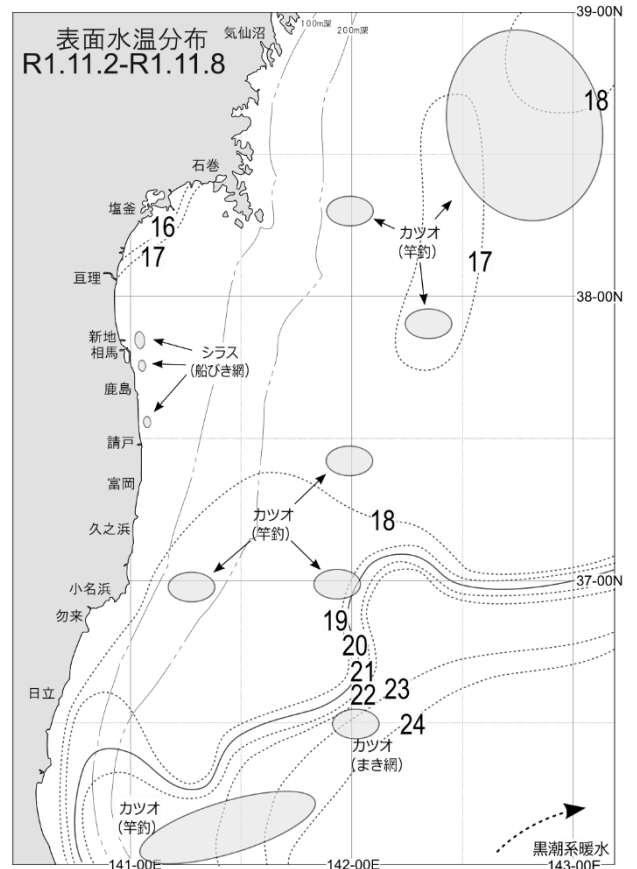 39-00N
表面水温分布
R1.11.2-R1.11.8
気仙沼
100m深
200m深
18
石巻
塩釜
16
17
カツオ
(竿釣)
17
亘理
38-00N
新地
相馬
シラス
(船びき網)
鹿島
請戸
富岡
カツオ
(竿釣)
18
久之浜
37-00N
小名浜
勿来
19
20
21
22
23
24
日立
カツオ
(まき網)
カツオ
(竿釣)
黒潮系暖水
141-00E
142-00E
143-00E